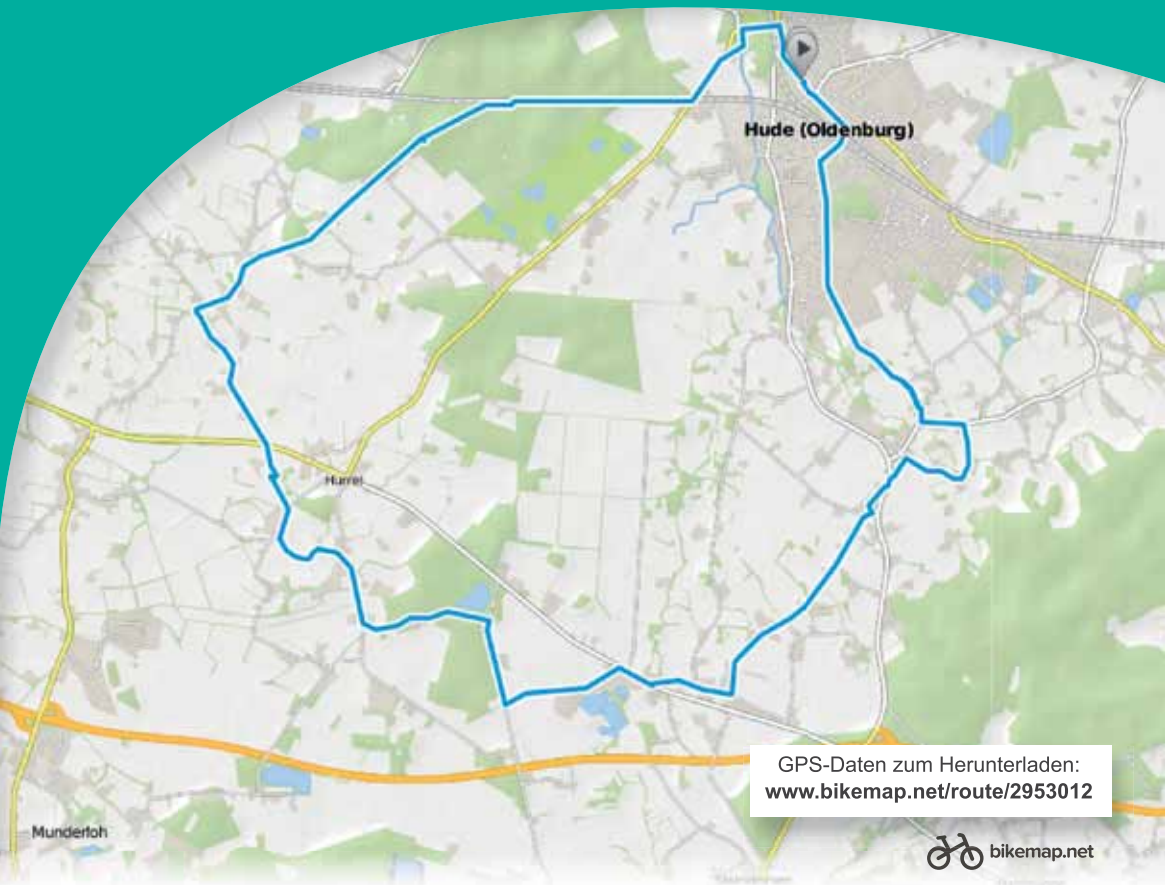 Hude (Oldenburg)
Hurrel
GPS-Daten zum Herunterladen:
www.bikemap.net/route/2953012
Munderloh
bikemap.net